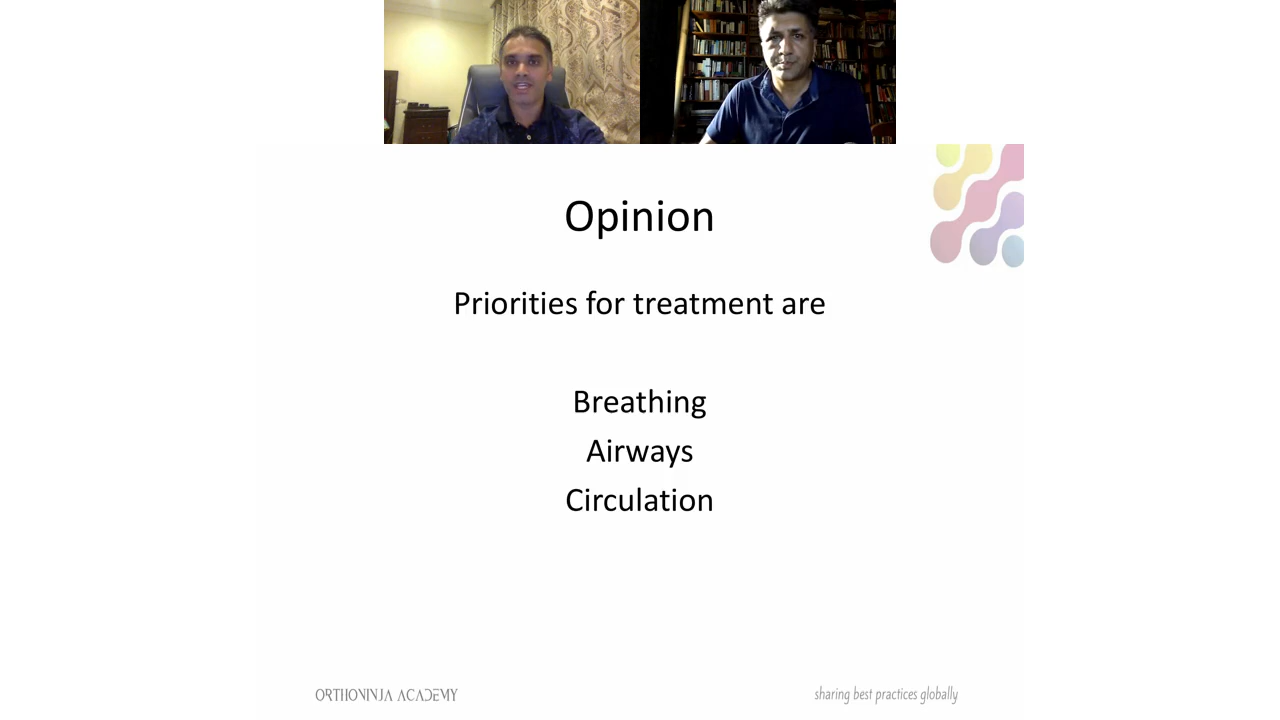 Opinion
Priorities for treatment are
Breathing
Airways
Circulation
ORTHONINJA ACADEMY
sharing best practices globally